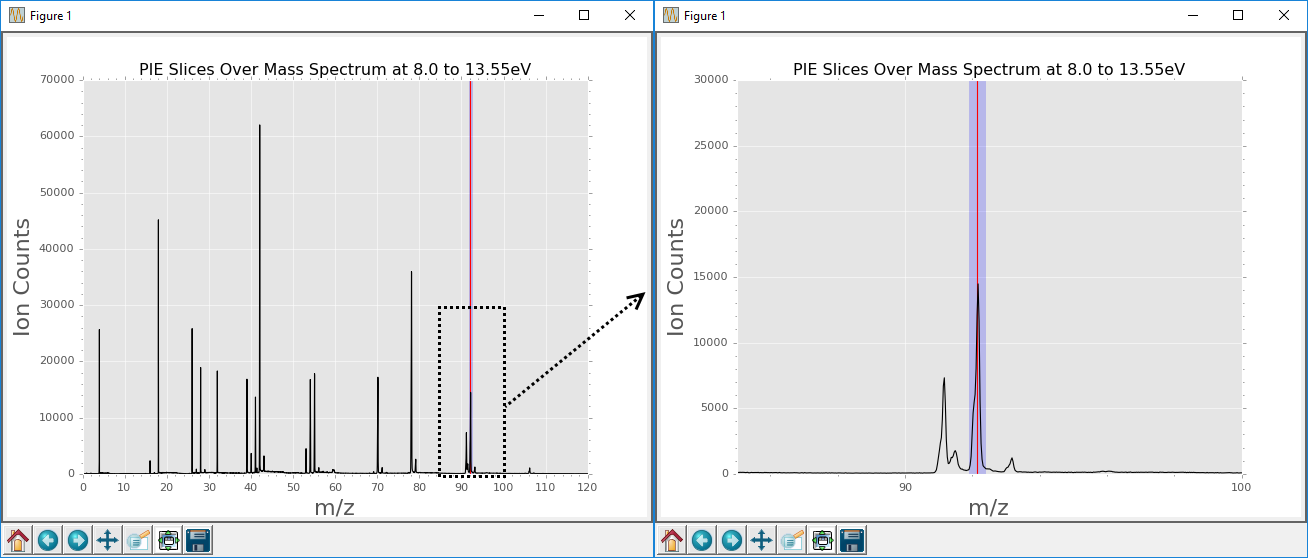 Figure 1
PIE Slices Over Mass Spectrum at 8.0 to 13.55eV
70000
60000
50000
40000
30000
20000
10000
0
Ion Counts
0 10 20 30 40 50 60 70 80 90 100 110 120
m/z
Figure 1
PIE Slices Over Mass Spectrum at 8.0 to 13.55eV
30000
25000
20000
15000
10000
5000
0
Ion Counts
90 100
m/z